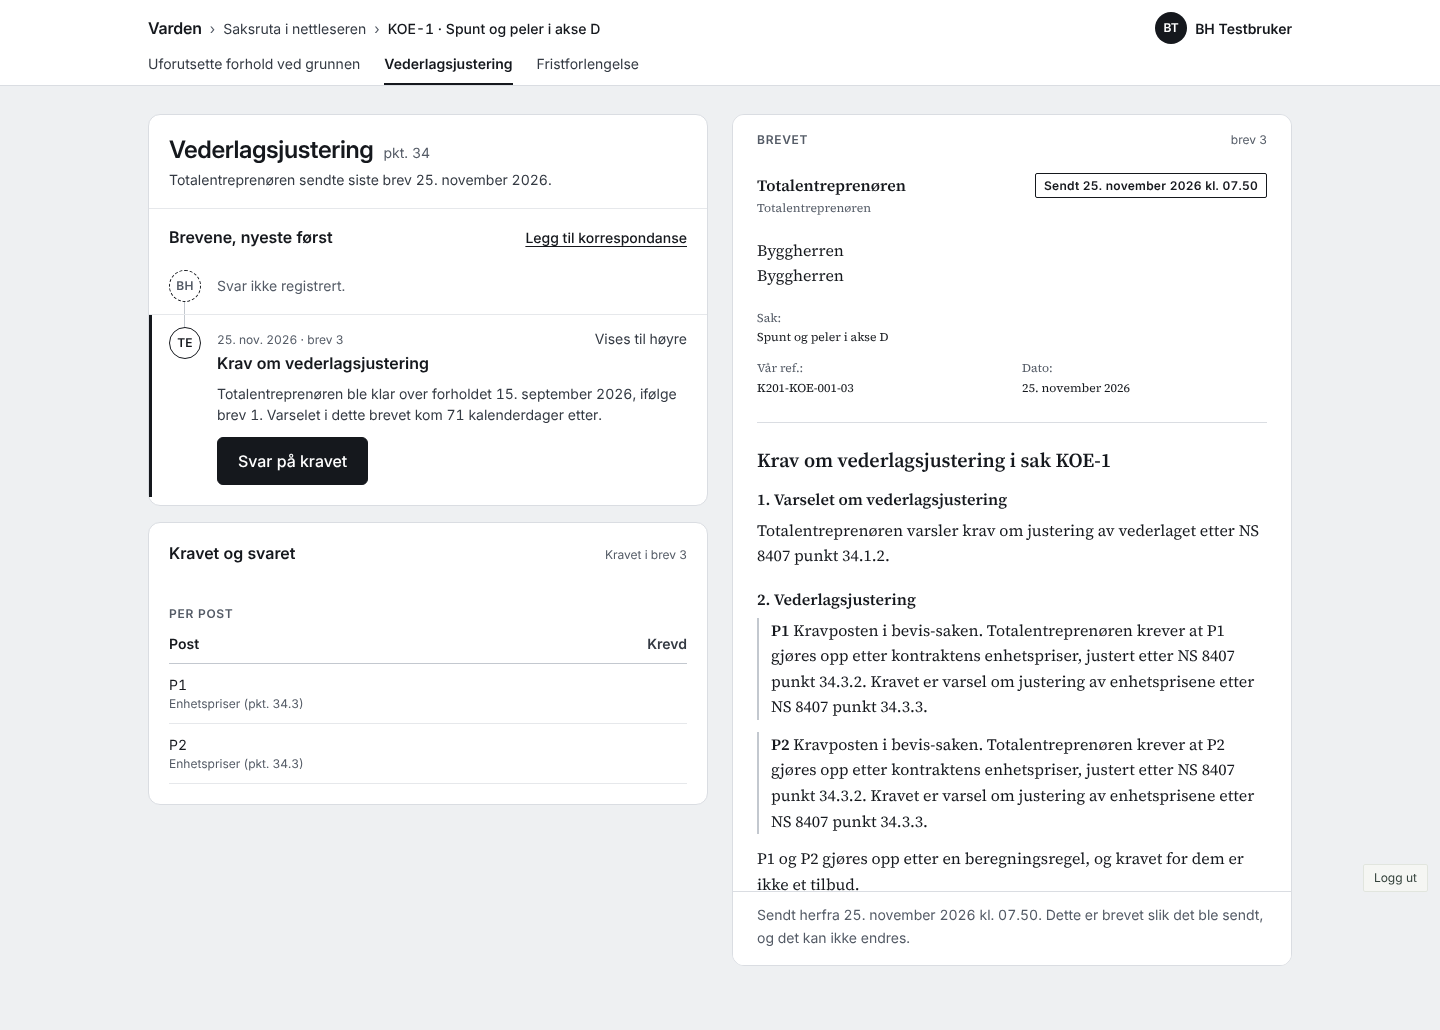 Varden › Saksruta i nettleseren › KOE-1 · Spunt og peler i akse D
BT BH Testbruker
Uforutsette forhold ved grunnen Vederlagsjustering Fristforlengelse
Vederlagsjustering pkt. 34
Totalentreprenøren sendte siste brev 25. november 2026.
Brevene, nyeste først Legg til korrespondanse
BH Svar ikke registrert.
TE 25. nov. 2026 · brev 3 Vises til høyre
Krav om vederlagsjustering
Totalentreprenøren ble klar over forholdet 15. september 2026, ifølge
brev 1. Varselet i dette brevet kom 71 kalenderdager etter.
Svar på kravet
Kravet og svaret Kravet i brev 3
PER POST
Post Krevd
P1
Enhetspriser (pkt. 34.3)
P2
Enhetspriser (pkt. 34.3)
BREVET brev 3
Totalentreprenøren Sendt 25. november 2026 kl. 07.50
Totalentreprenøren
Byggherren
Byggherren
Sak:
Spunt og peler i akse D
Vår ref.: Dato:
K201-KOE-001-03 25. november 2026
Krav om vederlagsjustering i sak KOE-1
1. Varselet om vederlagsjustering
Totalentreprenøren varsler krav om justering av vederlaget etter NS
8407 punkt 34.1.2.
2. Vederlagsjustering
P1 Kravposten i bevis-saken. Totalentreprenøren krever at P1
gjøres opp etter kontraktens enhetspriser, justert etter NS 8407
punkt 34.3.2. Kravet er varsel om justering av enhetsprisene etter
NS 8407 punkt 34.3.3.
P2 Kravposten i bevis-saken. Totalentreprenøren krever at P2
gjøres opp etter kontraktens enhetspriser, justert etter NS 8407
punkt 34.3.2. Kravet er varsel om justering av enhetsprisene etter
NS 8407 punkt 34.3.3.
P1 og P2 gjøres opp etter en beregningsregel, og kravet for dem er
ikke et tilbud.
Sendt herfra 25. november 2026 kl. 07.50. Dette er brevet slik det ble sendt,
og det kan ikke endres.
Logg ut